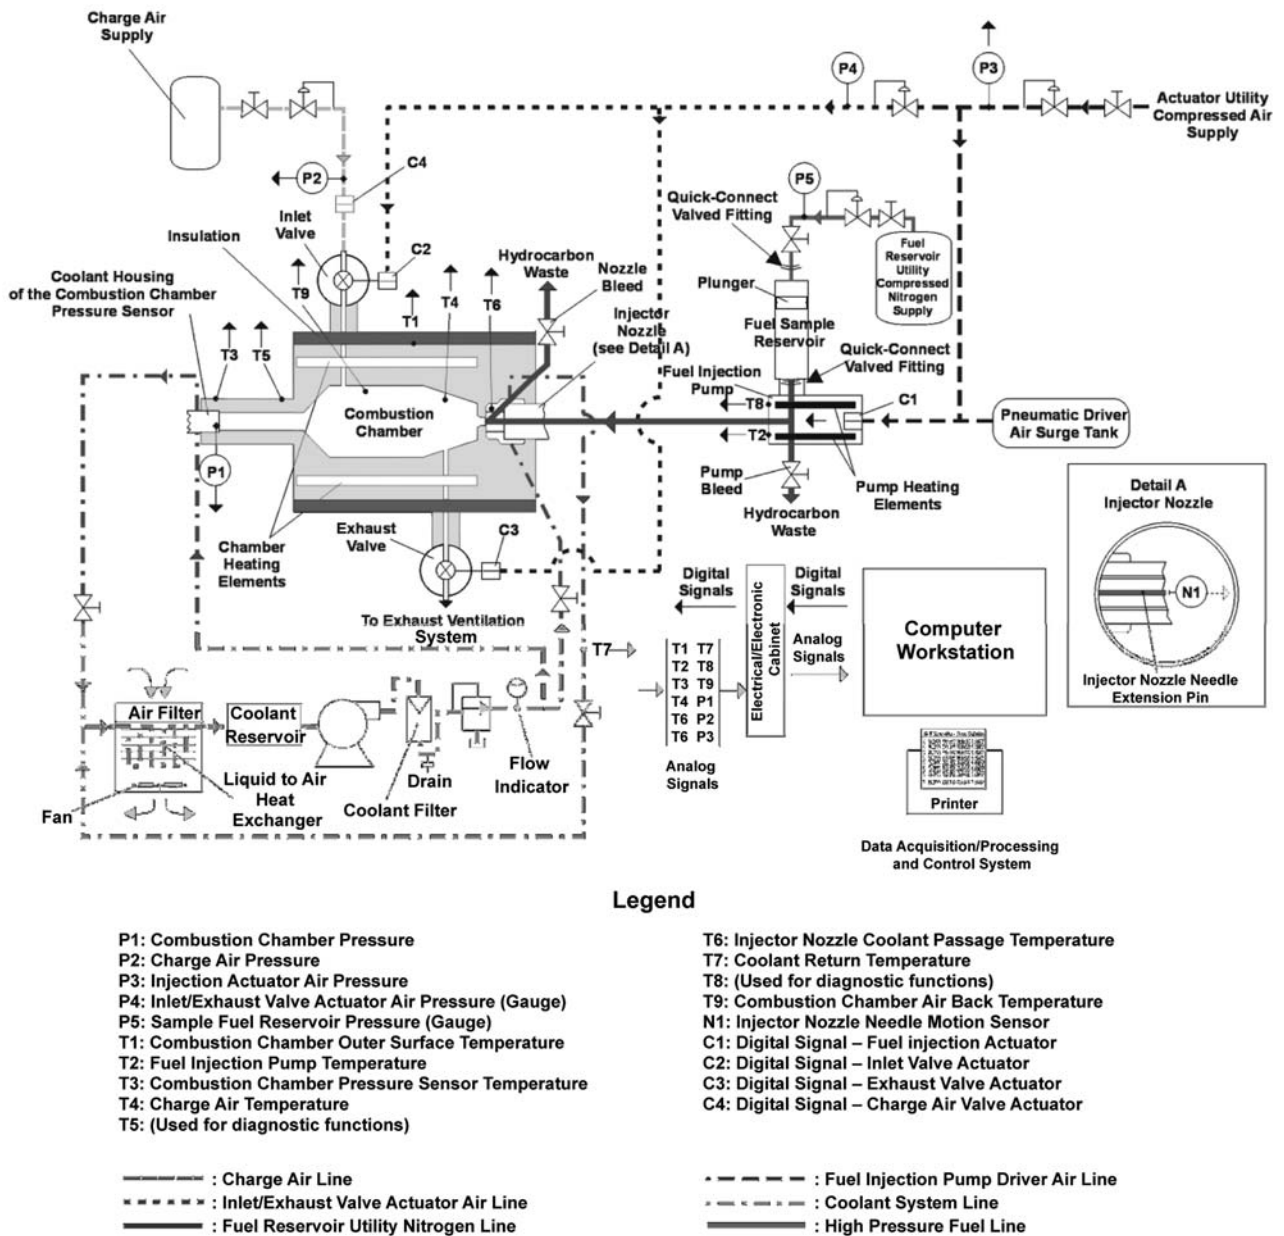 Charge Air
Supply
P4
P3
Actuator Utility
Compressed Air
Supply
P2
C4
P5
Quick-Connect
Valved Fitting
Inlet
Valve
Insulation
C2
Hydrocarbon
Waste
Nozzle
Bleed
Fuel
Reservoir
Utility
Compressed
Nitrogen
Supply
Coolant Housing
of the Combustion Chamber
Pressure Sensor
T9
T4
T6
T1
Plunger
Injector
Nozzle
(see Detail A)
Fuel Sample
Reservoir
T3
T5
Quick-Connect
Valved Fitting
Fuel Injection
Pump
T8
C1
Combustion
Chamber
Pneumatic Driver
Air Surge Tank
T2
P1
Pump
Bleed
Pump Heating
Elements
Hydrocarbon
Waste
Detail A
Injector Nozzle
N1
Injector Nozzle Needle
Extension Pin
Exhaust
Valve
C3
Chamber
Heating
Elements
To Exhaust Ventilation
System
Digital
Signals
Electrical/Electronic
Cabinet
Digital
Signals
Analog
Signals
Computer
Workstation
T7
T1 T7
T2 T8
T3 T9
T4 P1
T6 P2
T6 P3
Analog
Signals
Air Filter
Coolant
Reservoir
Drain
Flow
Indicator
Liquid to Air
Heat
Exchanger
Coolant Filter
Fan
Printer
Data Acquisition/Processing
and Control System
Legend
P1: Combustion Chamber Pressure
P2: Charge Air Pressure
P3: Injection Actuator Air Pressure
P4: Inlet/Exhaust Valve Actuator Air Pressure (Gauge)
P5: Sample Fuel Reservoir Pressure (Gauge)
T1: Combustion Chamber Outer Surface Temperature
T2: Fuel Injection Pump Temperature
T3: Combustion Chamber Pressure Sensor Temperature
T4: Charge Air Temperature
T5: (Used for diagnostic functions)
T6: Injector Nozzle Coolant Passage Temperature
T7: Coolant Return Temperature
T8: (Used for diagnostic functions)
T9: Combustion Chamber Air Back Temperature
N1: Injector Nozzle Needle Motion Sensor
C1: Digital Signal – Fuel injection Actuator
C2: Digital Signal – Inlet Valve Actuator
C3: Digital Signal – Exhaust Valve Actuator
C4: Digital Signal – Charge Air Valve Actuator
: Charge Air Line
: Inlet/Exhaust Valve Actuator Air Line
: Fuel Reservoir Utility Nitrogen Line
: Fuel Injection Pump Driver Air Line
: Coolant System Line
: High Pressure Fuel Line